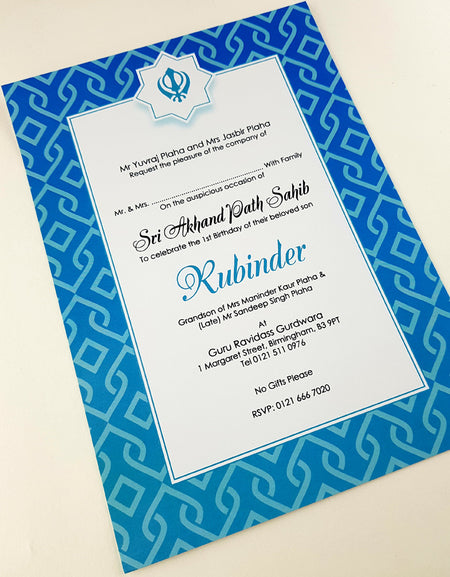 Mr Yuvraj Plaha and Mrs Jasbir Plaha
Request the pleasure of the company of
Mr. & Mrs. ........................................ With Family
On the auspicious occasion of
Sri Akhand Path Sahib
To celebrate the 1st Birthday of their beloved son
Rubinder
Grandson of Mrs Maninder Kaur Plaha &
(Late) Mr Sandeep Singh Plaha
At
Guru Ravidass Gurdwara
1 Margaret Street, Birmingham, B3 9PT
Tel 0121 511 0976
No Gifts Please
RSVP: 0121 666 7020